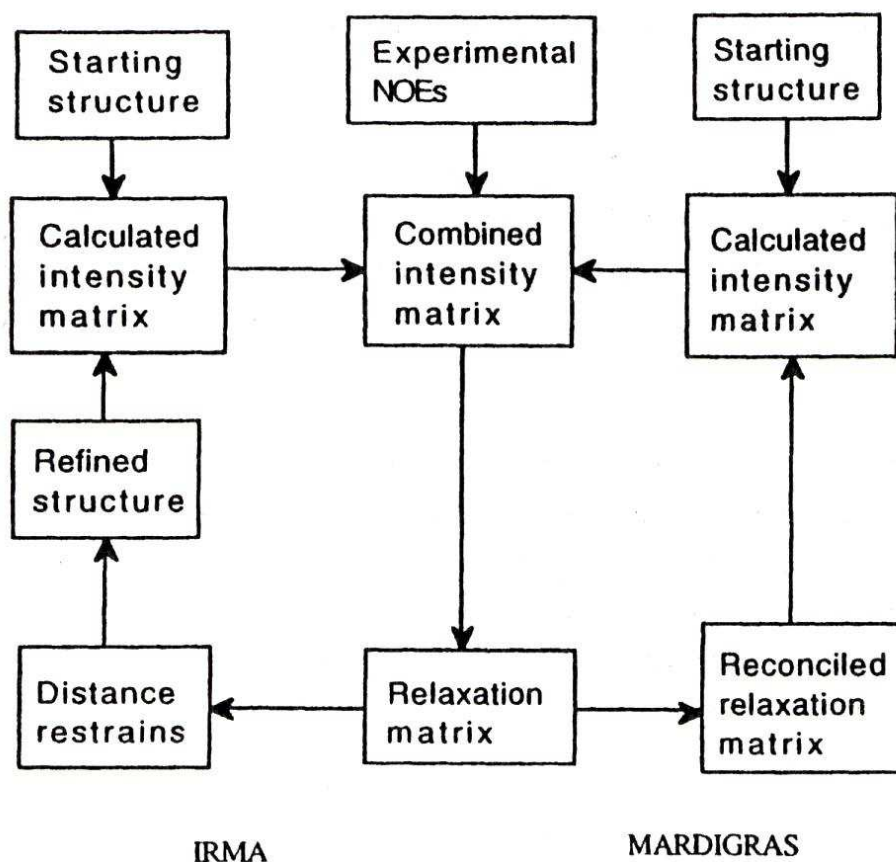 Starting
structure
Experimental
NOEs
Starting
structure
Calculated
intensity
matrix
Combined
intensity
matrix
Calculated
intensity
matrix
Refined
structure
Distance
restrains
Relaxation
matrix
Reconciled
relaxation
matrix
IRMA
MARDIGRAS